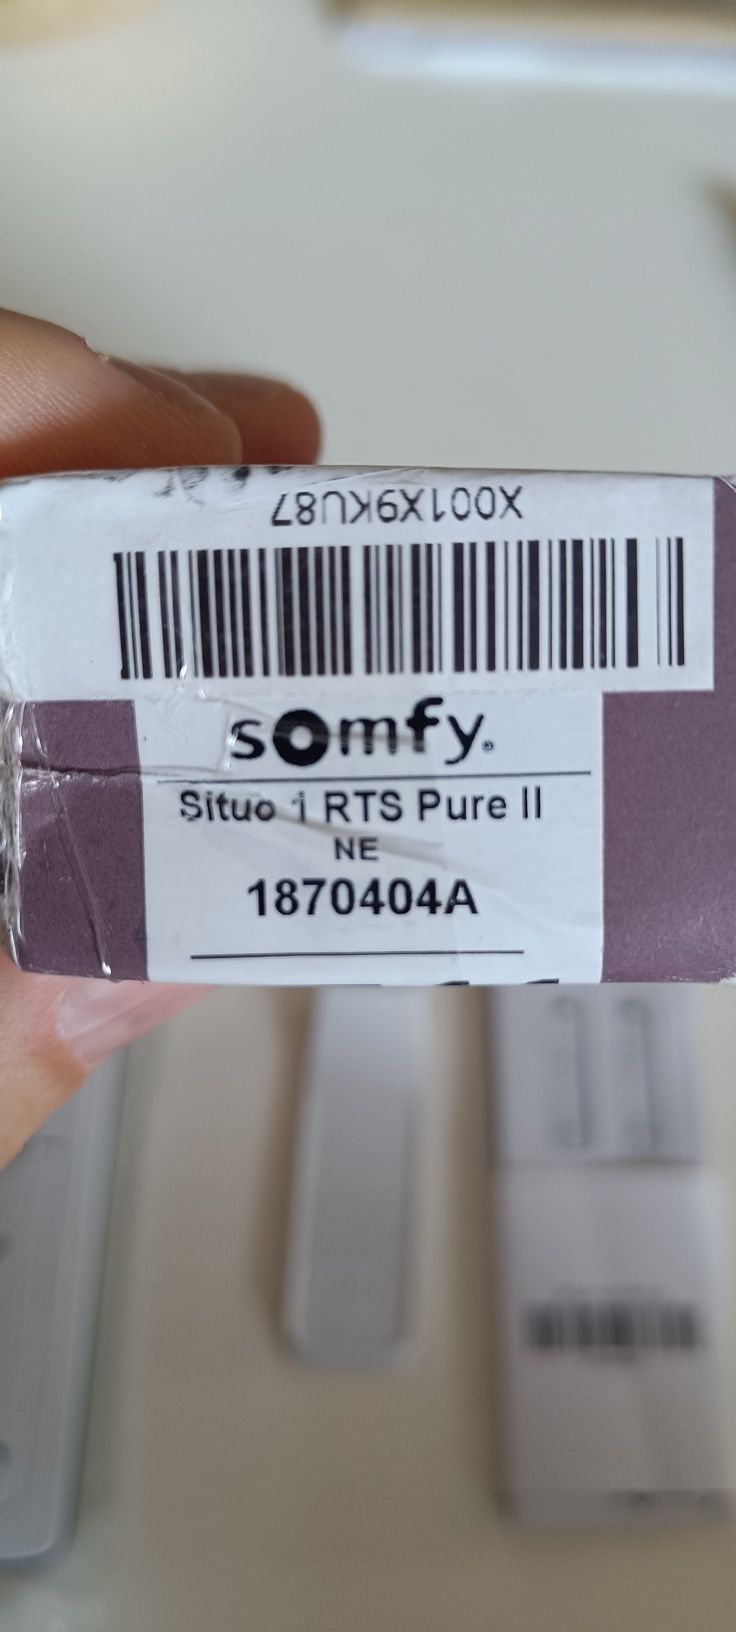 X001X9KU87
somfy®
Situo 1 RTS Pure II
NE
1870404A